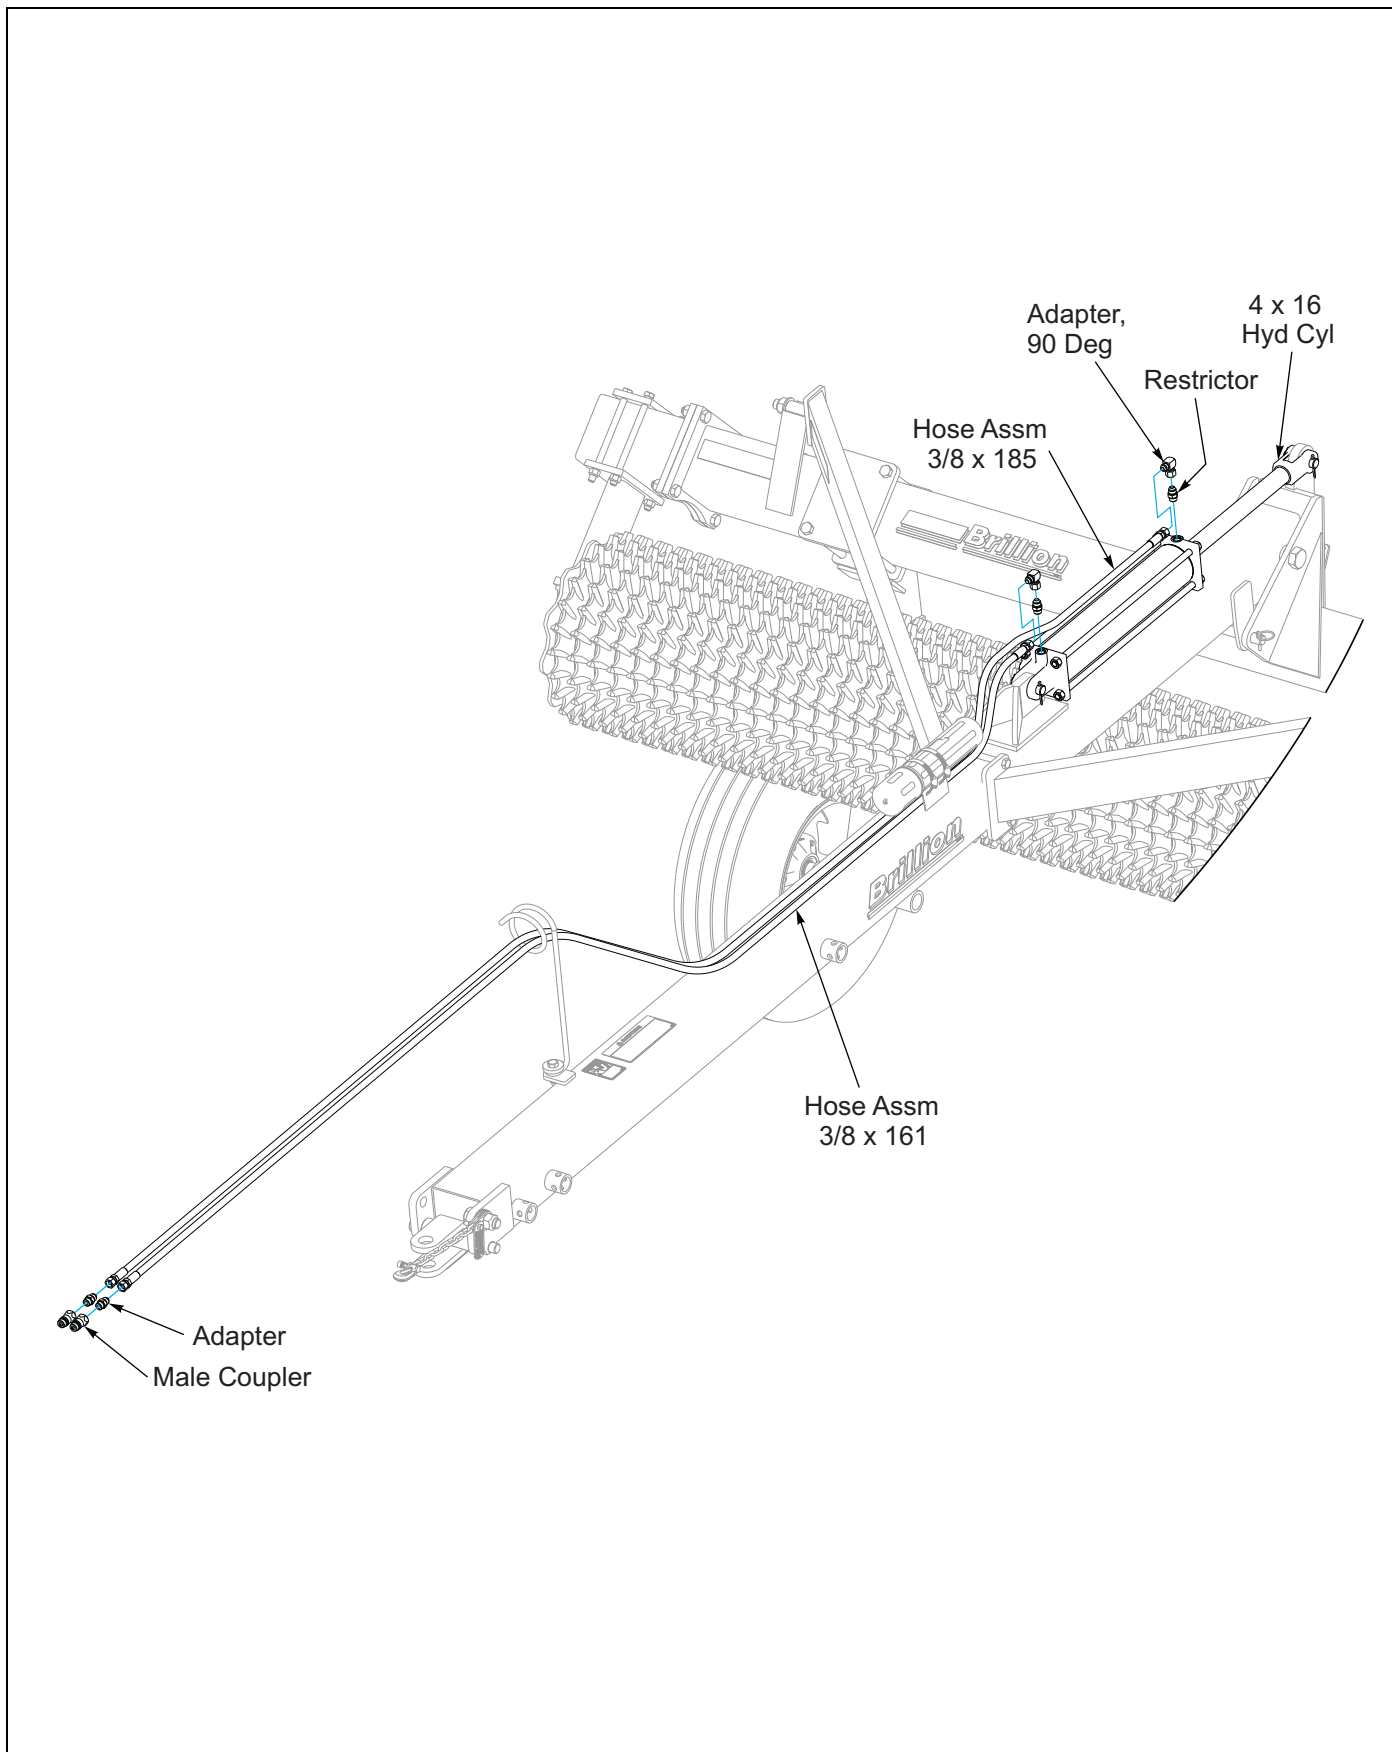 4 x 16
Hyd Cyl
Adapter,
90 Deg
Restrictor
Hose Assm
3/8 x 185
Brillion
Brillion
Hose Assm
3/8 x 161
Adapter
Male Coupler